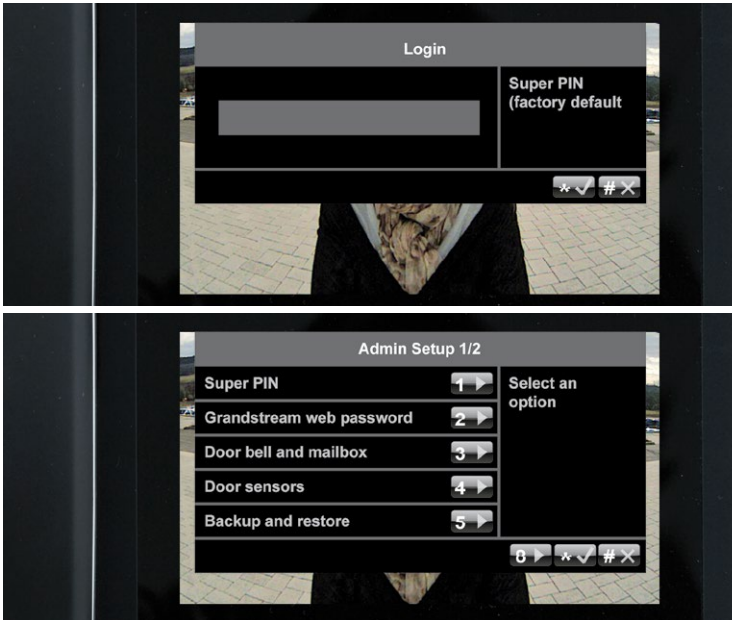 Login
Super PIN
(factory default
* ✓ # X
Admin Setup 1/2
Super PIN 1
Select an
option
Grandstream web password 2
Door bell and mailbox 3
Door sensors 4
Backup and restore 5
8 * ✓ # X